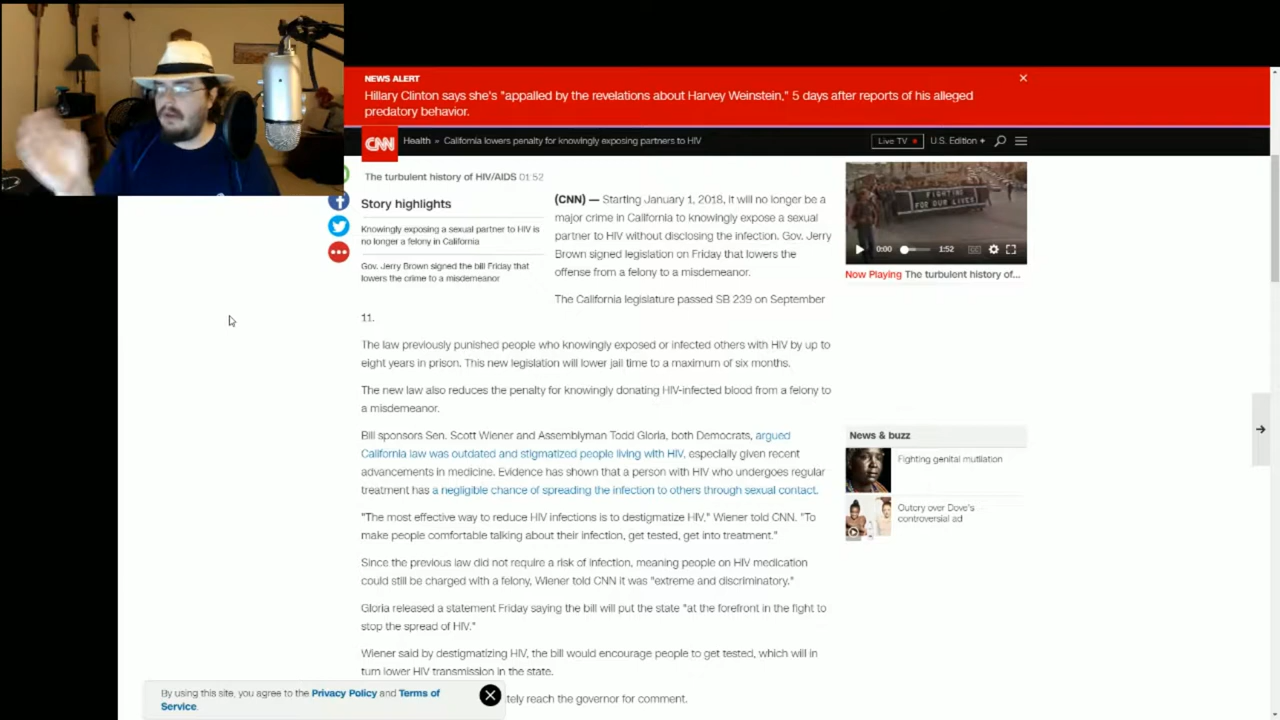 NEWS ALERT
Hillary Clinton says she's "appalled by the revelations about Harvey Weinstein," 5 days after reports of his alleged
predatory behavior.
CNN
Health » California lowers penalty for knowingly exposing partners to HIV
Live TV
U.S. Edition +
The turbulent history of HIV/AIDS 01:52
Story highlights
Knowingly exposing a sexual partner to HIV is
no longer a felony in California
Gov. Jerry Brown signed the bill Friday that
lowers the crime to a misdemeanor
(CNN) — Starting January 1, 2018, it will no longer be a
major crime in California to knowingly expose a sexual
partner to HIV without disclosing the infection. Gov. Jerry
Brown signed legislation on Friday that lowers the
offense from a felony to a misdemeanor.
The California legislature passed SB 239 on September
11.
The law previously punished people who knowingly exposed or infected others with HIV by up to
eight years in prison. This new legislation will lower jail time to a maximum of six months.
The new law also reduces the penalty for knowingly donating HIV-infected blood from a felony to
a misdemeanor.
Bill sponsors Sen. Scott Wiener and Assemblyman Todd Gloria, both Democrats, argued
California law was outdated and stigmatized people living with HIV, especially given recent
advancements in medicine. Evidence has shown that a person with HIV who undergoes regular
treatment has a negligible chance of spreading the infection to others through sexual contact.
"The most effective way to reduce HIV infections is to destigmatize HIV," Wiener told CNN. "To
make people comfortable talking about their infection, get tested, get into treatment."
Since the previous law did not require a risk of infection, meaning people on HIV medication
could still be charged with a felony, Wiener told CNN it was "extreme and discriminatory."
Gloria released a statement Friday saying the bill will put the state "at the forefront in the fight to
stop the spread of HIV."
Wiener said by destigmatizing HIV, the bill would encourage people to get tested, which will in
turn lower HIV transmission in the state.
tely reach the governor for comment.
FIGHTING
FOR OUR LIVES
0:00
1:52
CC
Now Playing The turbulent history of...
News & buzz
Fighting genital mutilation
Outcry over Dove's
controversial ad
By using this site, you agree to the Privacy Policy and Terms of
Service.